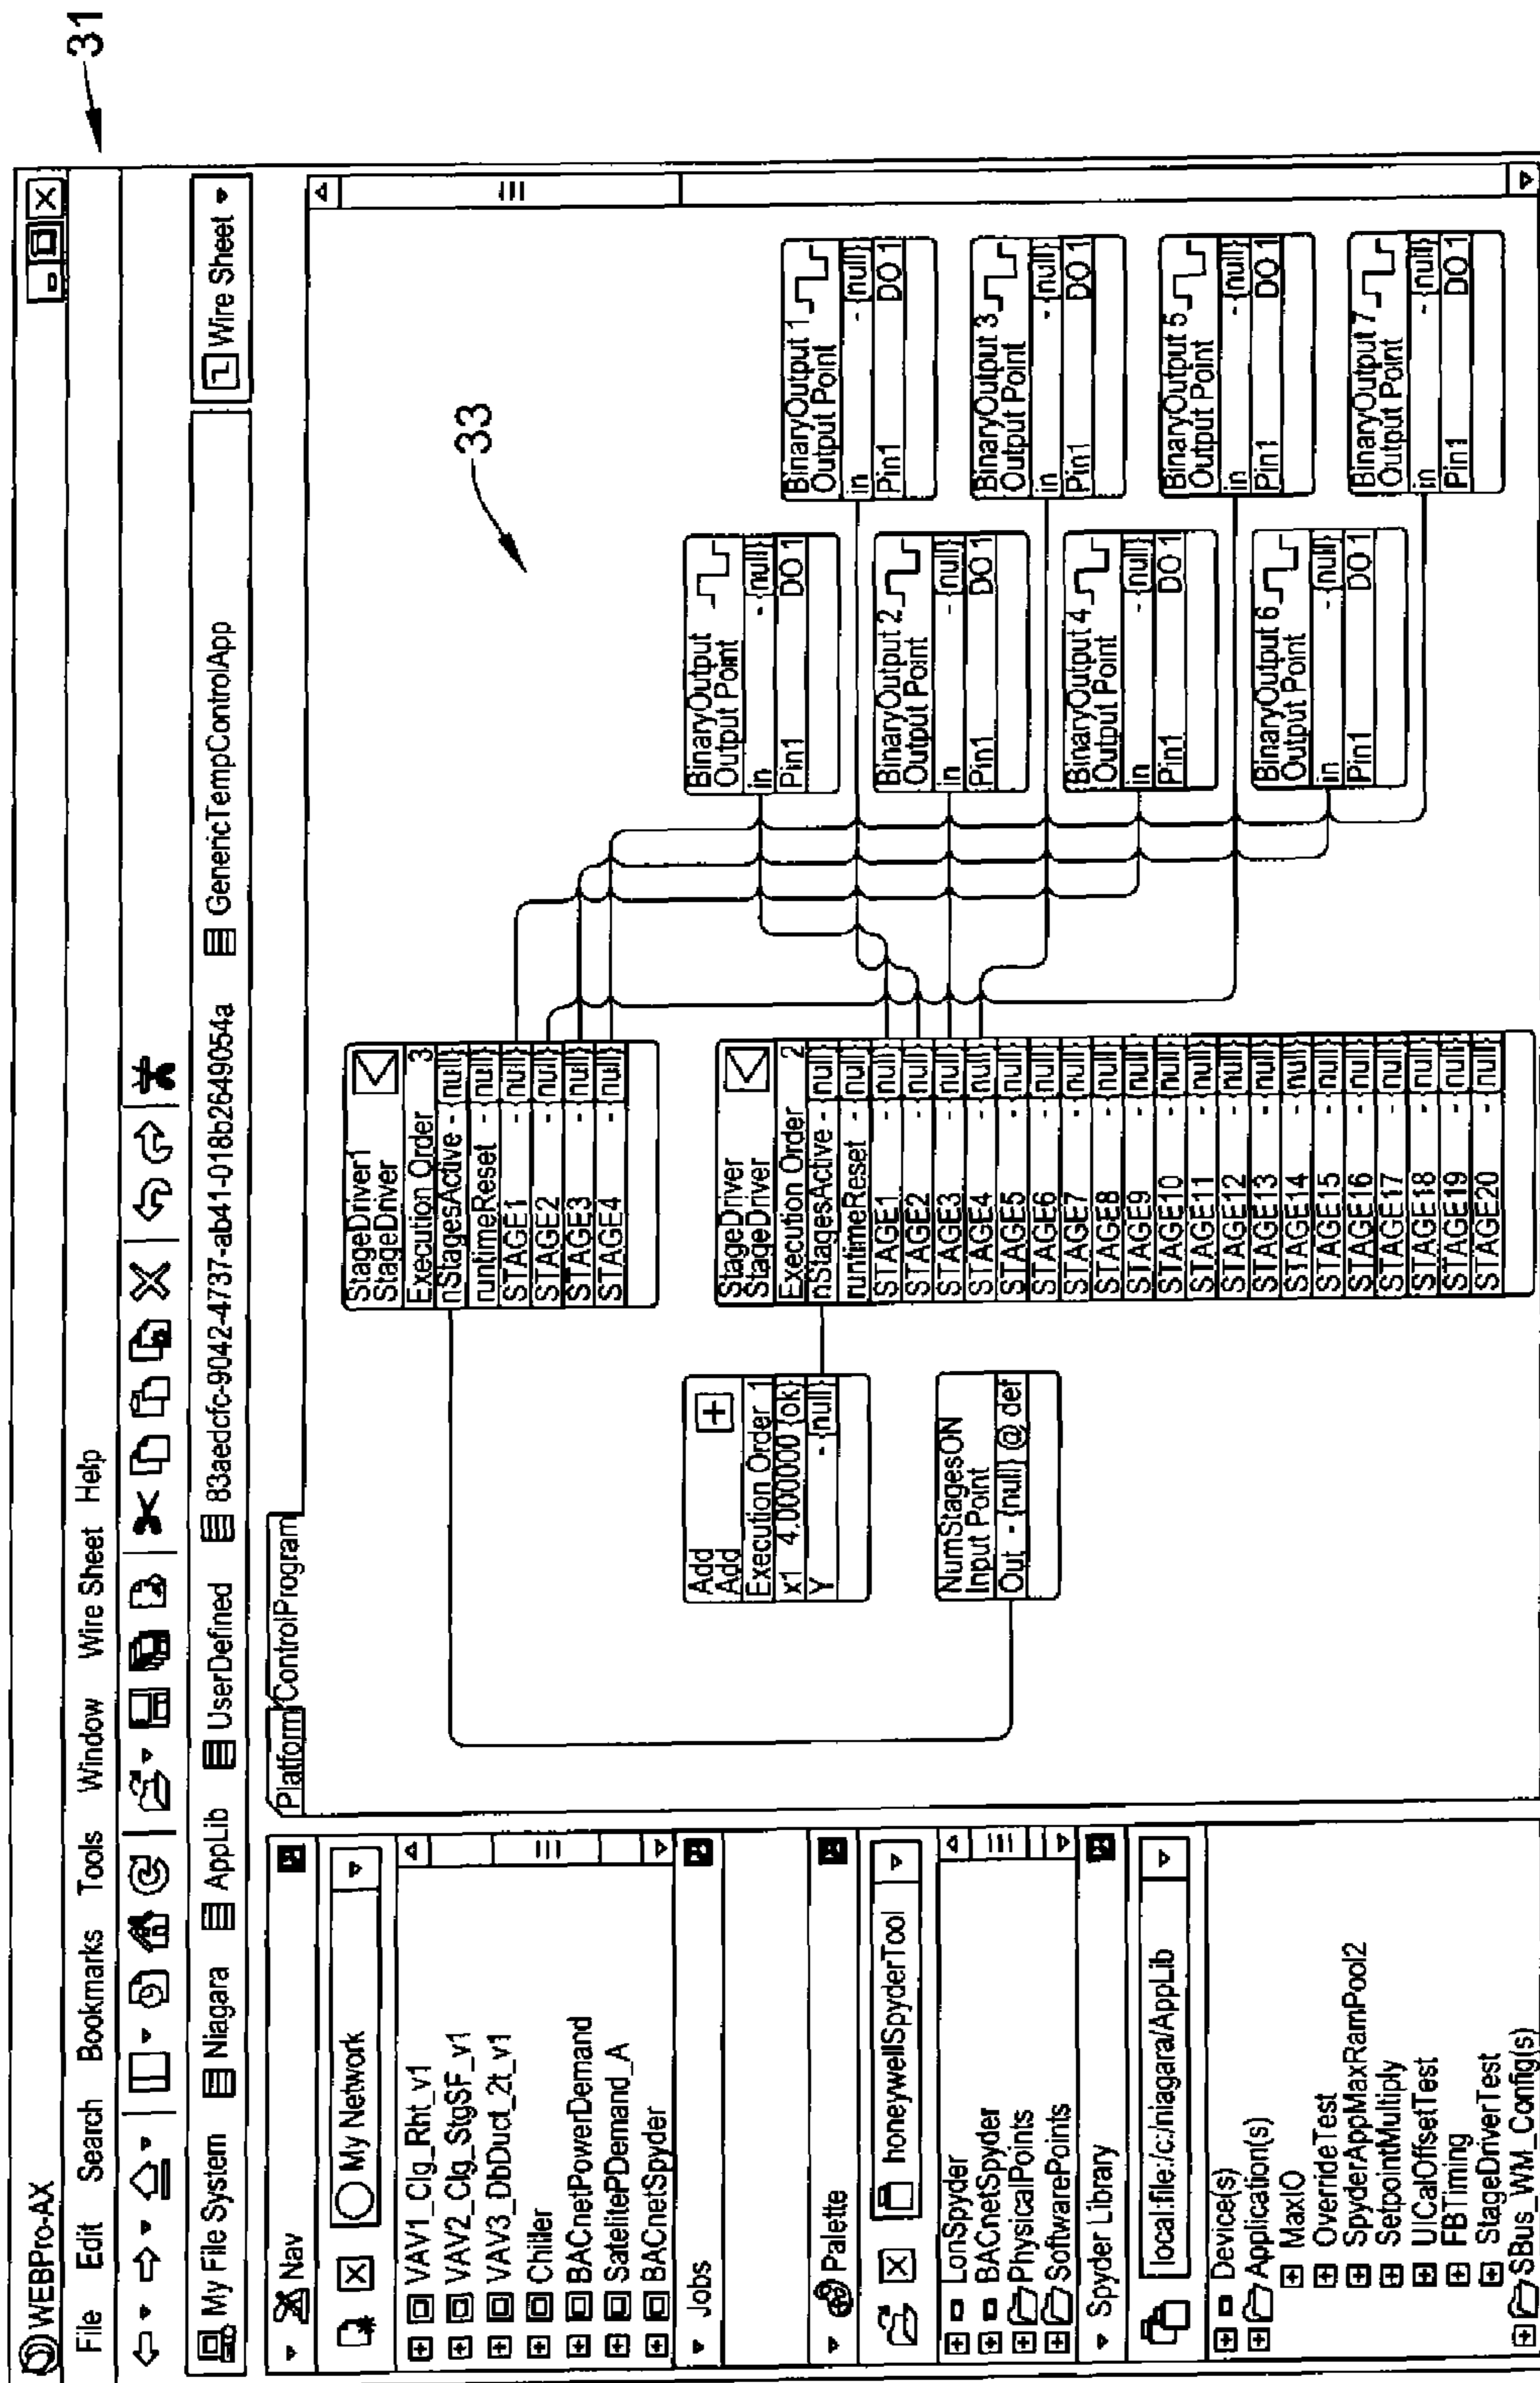 31
WEBPro-AX
File Edit Search Bookmarks Tools Window Wire Sheet Help
My File System Niagara AppLib UserDefined 83aedcfc-9042-4737-ab41-018b2649054a GenericTempControlApp Wire Sheet
Nav
My Network
VAV1_Clg_Rht_v1
VAV2_Clg_StgSF_v1
VAV3_DbDuct_2t_v1
Chiller
BACnetPowerDemand
SatelitePDemand_A
BACnetSpyder
Jobs
Palette
honeywellSpyderTool
LonSpyder
BACnetSpyder
PhysicalPoints
SoftwarePoints
Spyder Library
local:file:/c:/niagara/AppLib
Device(s)
Application(s)
MaxIO
OverrideTest
SpyderAppMaxRamPool2
SetpointMultiply
UiCalOffsetTest
FBTiming
StageDriverTest
SBus_WM_Config(s)
Platform ControlProgram
33
StageDriver1
StageDriver
Execution Order 3
nStagesActive - {null}
runtimeReset - {null}
STAGE1 - {null}
STAGE2 - {null}
STAGE3 - {null}
STAGE4 - {null}
Add
Add
Execution Order 1
x1 4.000000 {ok}
Y - {null}
NumStagesON
Input Point
Out - {null} @ def
StageDriver
StageDriver
Execution Order 2
nStagesActive - {null}
runtimeReset - {null}
STAGE1 - {null}
STAGE2 - {null}
STAGE3 - {null}
STAGE4 - {null}
STAGE5 - {null}
STAGE6 - {null}
STAGE7 - {null}
STAGE8 - {null}
STAGE9 - {null}
STAGE10 - {null}
STAGE11 - {null}
STAGE12 - {null}
STAGE13 - {null}
STAGE14 - {null}
STAGE15 - {null}
STAGE16 - {null}
STAGE17 - {null}
STAGE18 - {null}
STAGE19 - {null}
STAGE20 - {null}
BinaryOutput
Output Point
in - {null}
Pin1 DO 1
BinaryOutput 1
Output Point
in - {null}
Pin1 DO 1
BinaryOutput 2
Output Point
in - {null}
Pin1 DO 1
BinaryOutput 3
Output Point
in - {null}
Pin1 DO 1
BinaryOutput 4
Output Point
in - {null}
Pin1 DO 1
BinaryOutput 5
Output Point
in - {null}
Pin1 DO 1
BinaryOutput 6
Output Point
in - {null}
Pin1 DO 1
BinaryOutput 7
Output Point
in - {null}
Pin1 DO 1